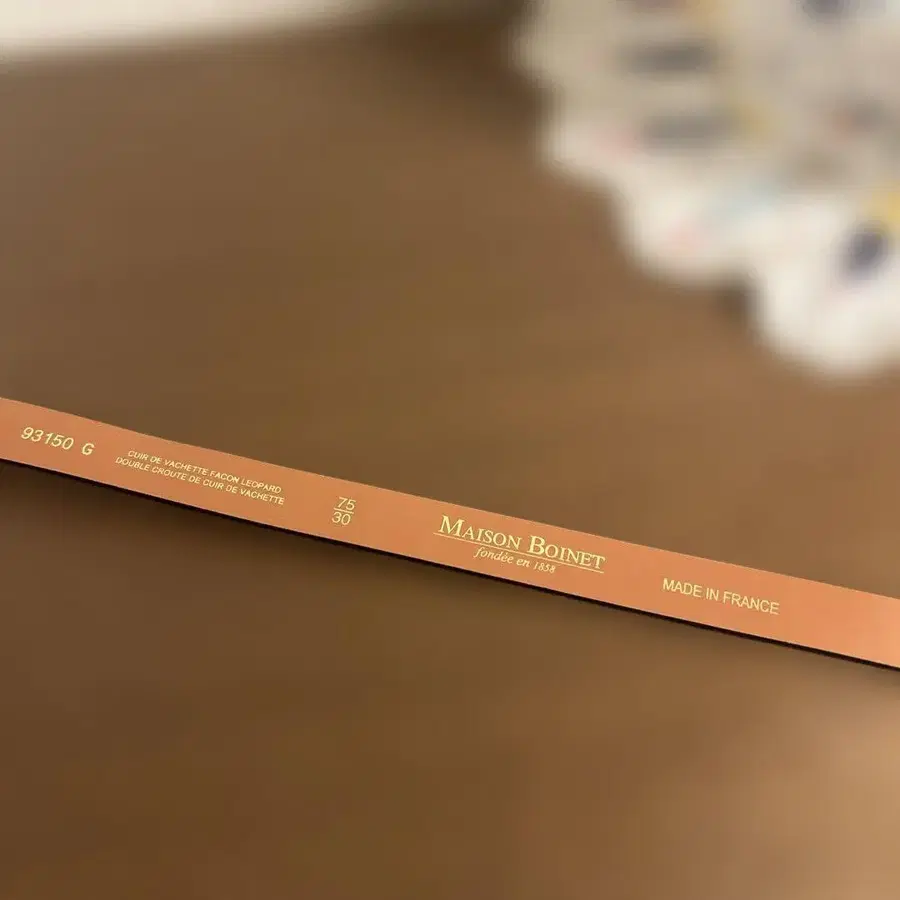 93150 G
CUIR DE VACHETTE FACON LEOPARD
DOUBLE CROUTE DE CUIR DE VACHETTE
75
30
MAISON BOINET
fondée en 1858
MADE IN FRANCE